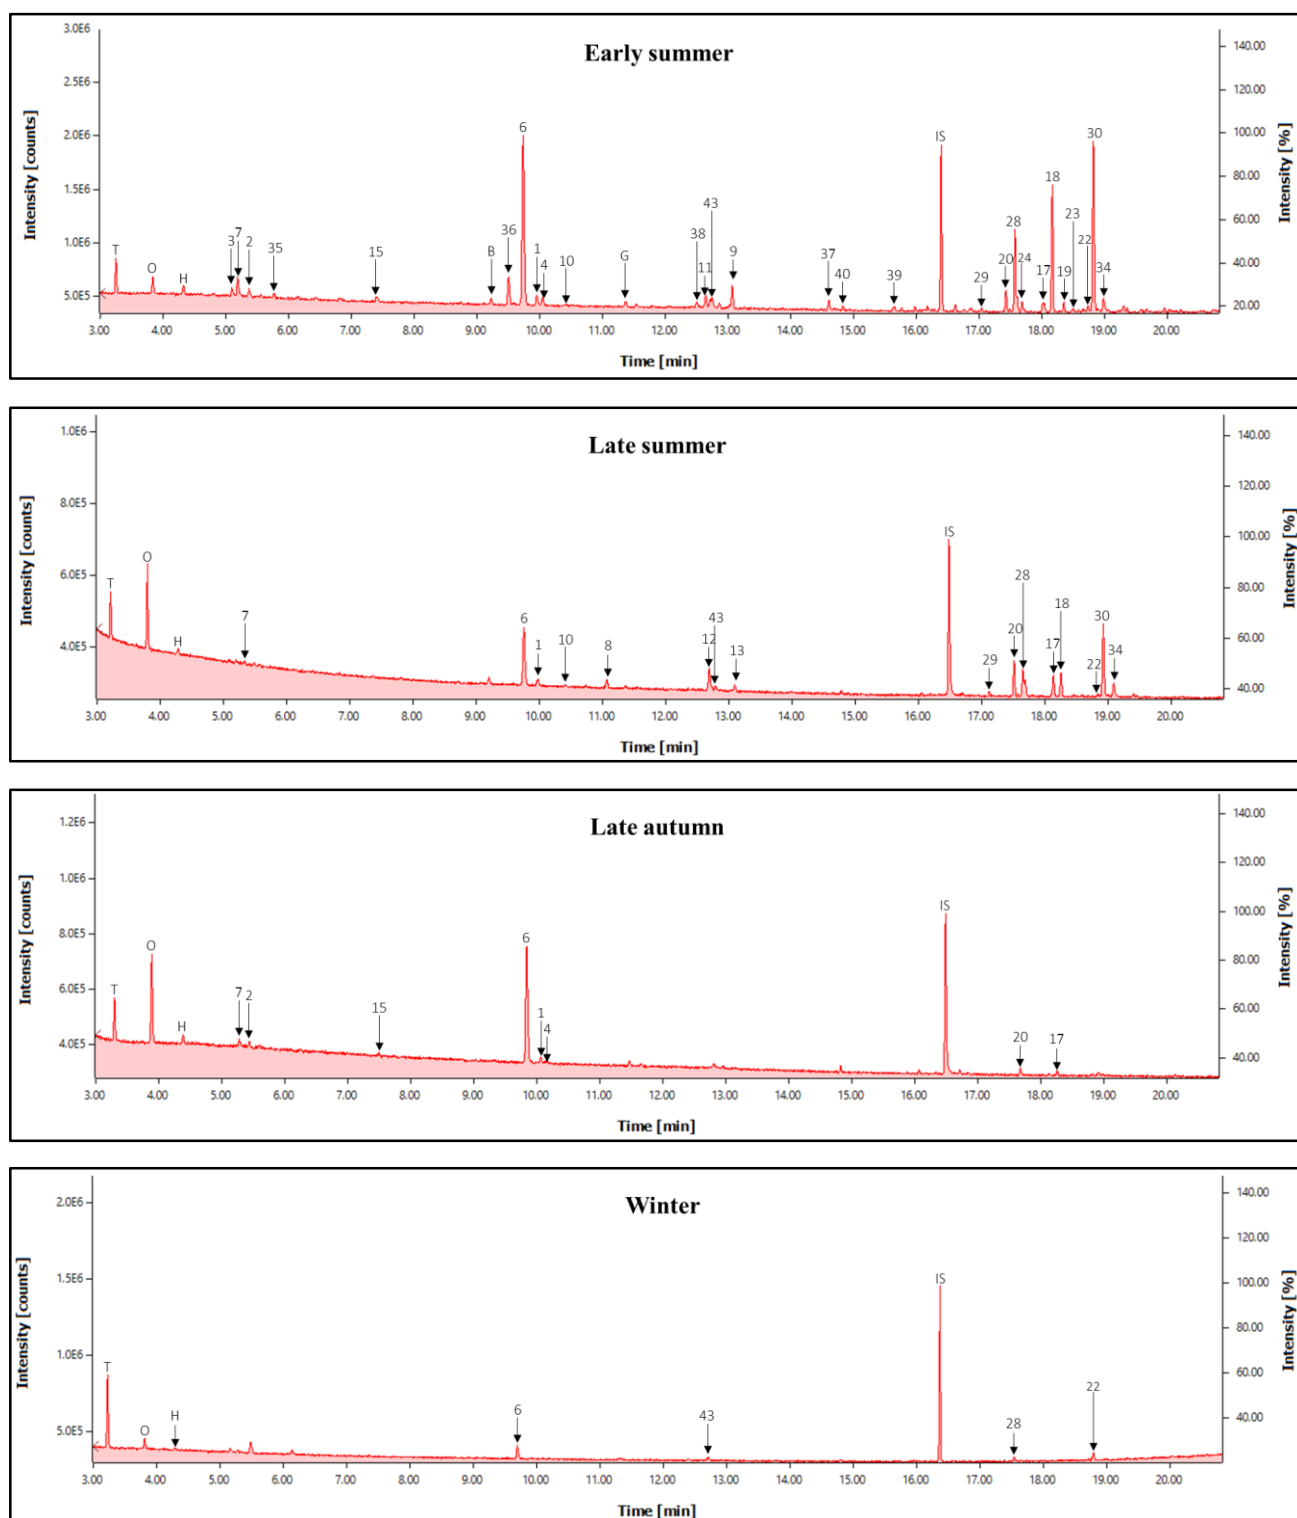 Early summer
Intensity [counts]
3.0E6
2.5E6
2.0E6
1.5E6
1.0E6
5.0E5
T
O
H
3
7
2
35
15
B
36
6
1
4
10
G
38
11
43
9
37
40
39
IS
29
20
28
24
17
18
19
23
22
30
34
140.00
120.00
100.00
80.00
60.00
40.00
20.00
Intensity [%]
3.00 4.00 5.00 6.00 7.00 8.00 9.00 10.00 11.00 12.00 13.00 14.00 15.00 16.00 17.00 18.00 19.00 20.00
Time [min]
Late summer
Intensity [counts]
1.0E6
8.0E5
6.0E5
4.0E5
T
O
H
7
6
1
10
8
12
43
13
IS
29
20
28
17
18
22
30
34
140.00
120.00
100.00
80.00
60.00
40.00
Intensity [%]
3.00 4.00 5.00 6.00 7.00 8.00 9.00 10.00 11.00 12.00 13.00 14.00 15.00 16.00 17.00 18.00 19.00 20.00
Time [min]
Late autumn
Intensity [counts]
1.2E6
1.0E6
8.0E5
6.0E5
4.0E5
T
O
H
7
2
15
6
1
4
IS
20
17
140.00
120.00
100.00
80.00
60.00
40.00
Intensity [%]
3.00 4.00 5.00 6.00 7.00 8.00 9.00 10.00 11.00 12.00 13.00 14.00 15.00 16.00 17.00 18.00 19.00 20.00
Time [min]
Winter
Intensity [counts]
2.0E6
1.5E6
1.0E6
5.0E5
T
O
H
6
43
IS
28
22
140.00
120.00
100.00
80.00
60.00
40.00
Intensity [%]
3.00 4.00 5.00 6.00 7.00 8.00 9.00 10.00 11.00 12.00 13.00 14.00 15.00 16.00 17.00 18.00 19.00 20.00
Time [min]